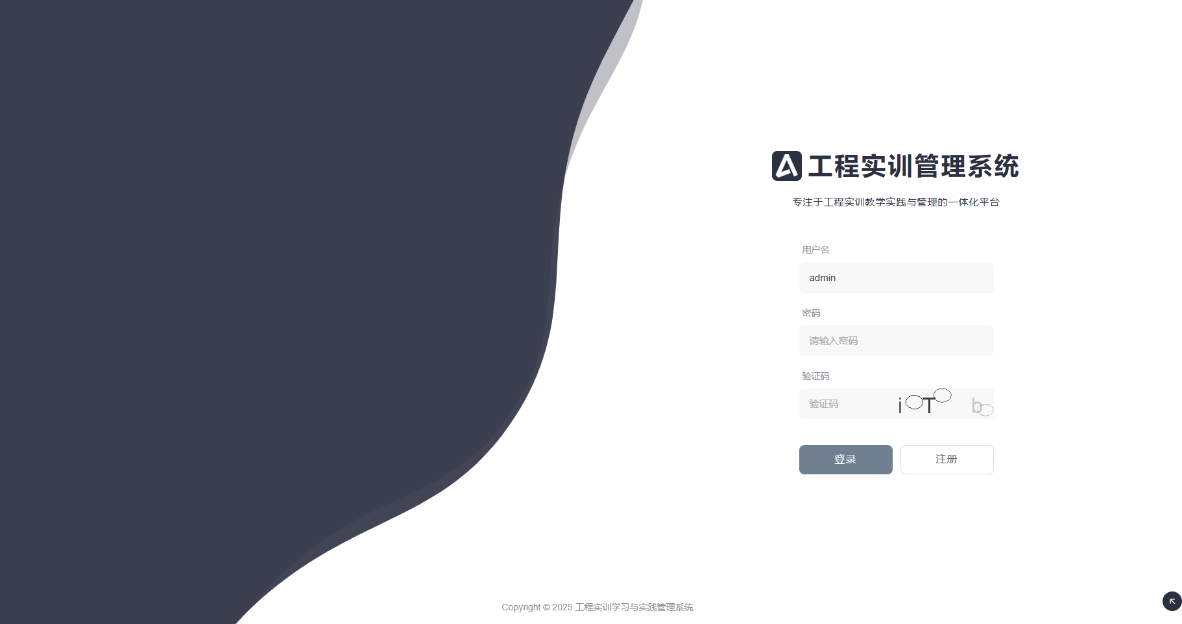 工程实训管理系统
专注于工程实训教学实践与管理的一体化平台
用户名
admin
密码
请输入密码
验证码
验证码 i T b
登录 注册
Copyright © 2025 工程实训学习与实践管理系统